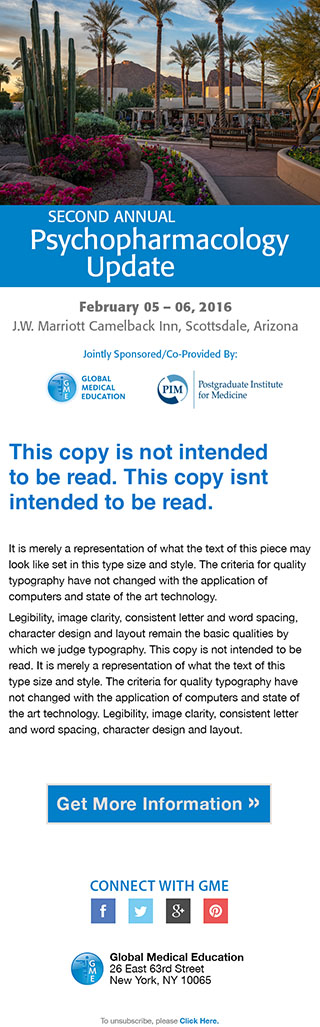 SECOND ANNUAL
Psychopharmacology
Update
February 05 – 06, 2016
J.W. Marriott Camelback Inn, Scottsdale, Arizona
Jointly Sponsored/Co-Provided By:
GME
GLOBAL
MEDICAL
EDUCATION
PIM
Postgraduate Institute
for Medicine
This copy is not intended
to be read. This copy isnt
intended to be read.
It is merely a representation of what the text of this piece may
look like set in this type size and style. The criteria for quality
typography have not changed with the application of
computers and state of the art technology.
Legibility, image clarity, consistent letter and word spacing,
character design and layout remain the basic qualities by
which we judge typography. This copy is not intended to be
read. It is merely a representation of what the text of this
type size and style. The criteria for quality typography have
not changed with the application of computers and state of
the art technology. Legibility, image clarity, consistent letter
and word spacing, character design and layout.
Get More Information »
CONNECT WITH GME
f
g+
GME
Global Medical Education
26 East 63rd Street
New York, NY 10065
To unsubscribe, please Click Here.